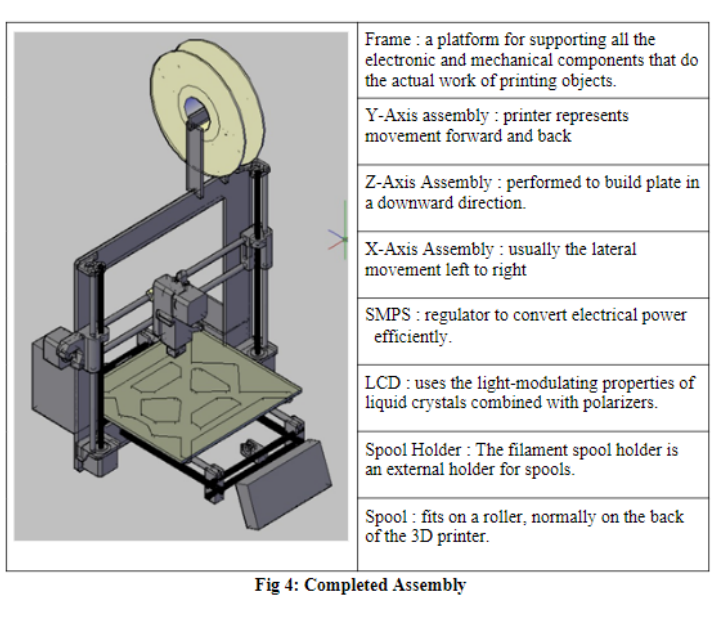 Frame : a platform for supporting all the
electronic and mechanical components that do
the actual work of printing objects.
Y-Axis assembly : printer represents
movement forward and back
Z-Axis Assembly : performed to build plate in
a downward direction.
X-Axis Assembly : usually the lateral
movement left to right
SMPS : regulator to convert electrical power
efficiently.
LCD : uses the light-modulating properties of
liquid crystals combined with polarizers.
Spool Holder : The filament spool holder is
an external holder for spools.
Spool : fits on a roller, normally on the back
of the 3D printer.
Fig 4: Completed Assembly